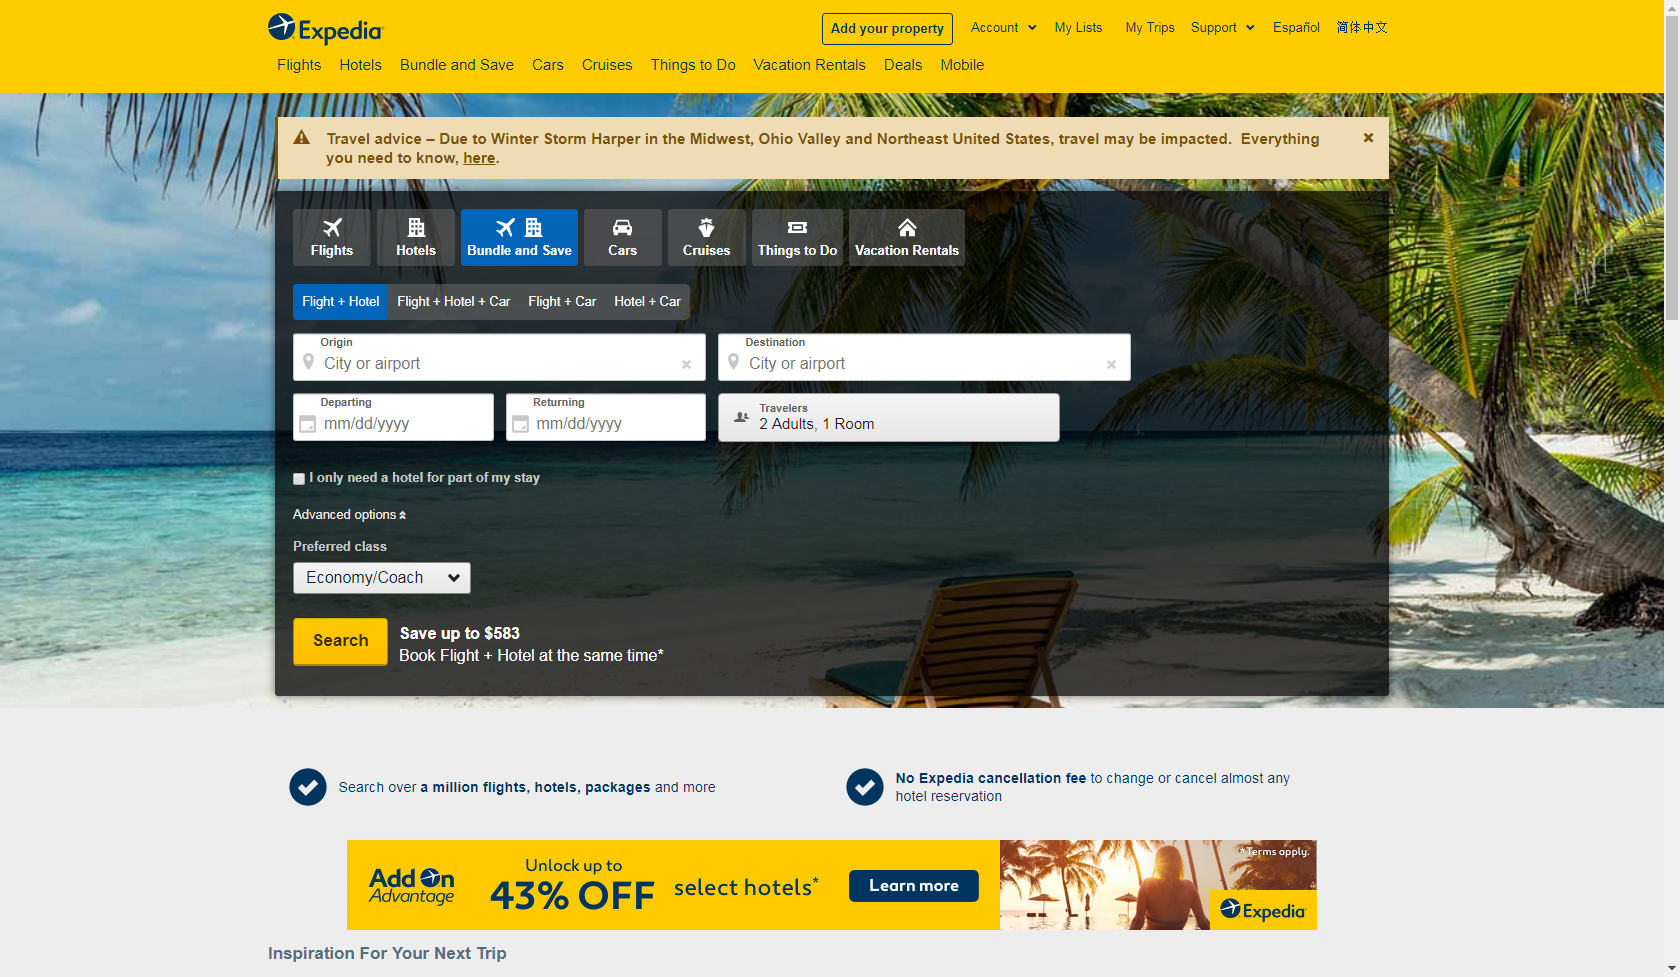 Expedia
Add your property
Account
My Lists
My Trips
Support
Español
简体中文
Flights
Hotels
Bundle and Save
Cars
Cruises
Things to Do
Vacation Rentals
Deals
Mobile
Travel advice – Due to Winter Storm Harper in the Midwest, Ohio Valley and Northeast United States, travel may be impacted. Everything
you need to know, here.
Flights
Hotels
Bundle and Save
Cars
Cruises
Things to Do
Vacation Rentals
Flight + Hotel
Flight + Hotel + Car
Flight + Car
Hotel + Car
Origin
City or airport
Destination
City or airport
Departing
mm/dd/yyyy
Returning
mm/dd/yyyy
Travelers
2 Adults, 1 Room
I only need a hotel for part of my stay
Advanced options
Preferred class
Economy/Coach
Search
Save up to $583
Book Flight + Hotel at the same time*
Search over a million flights, hotels, packages and more
No Expedia cancellation fee to change or cancel almost any
hotel reservation
Add On
Advantage
Unlock up to
43% OFF
select hotels*
Learn more
*Terms apply.
Expedia
Inspiration For Your Next Trip